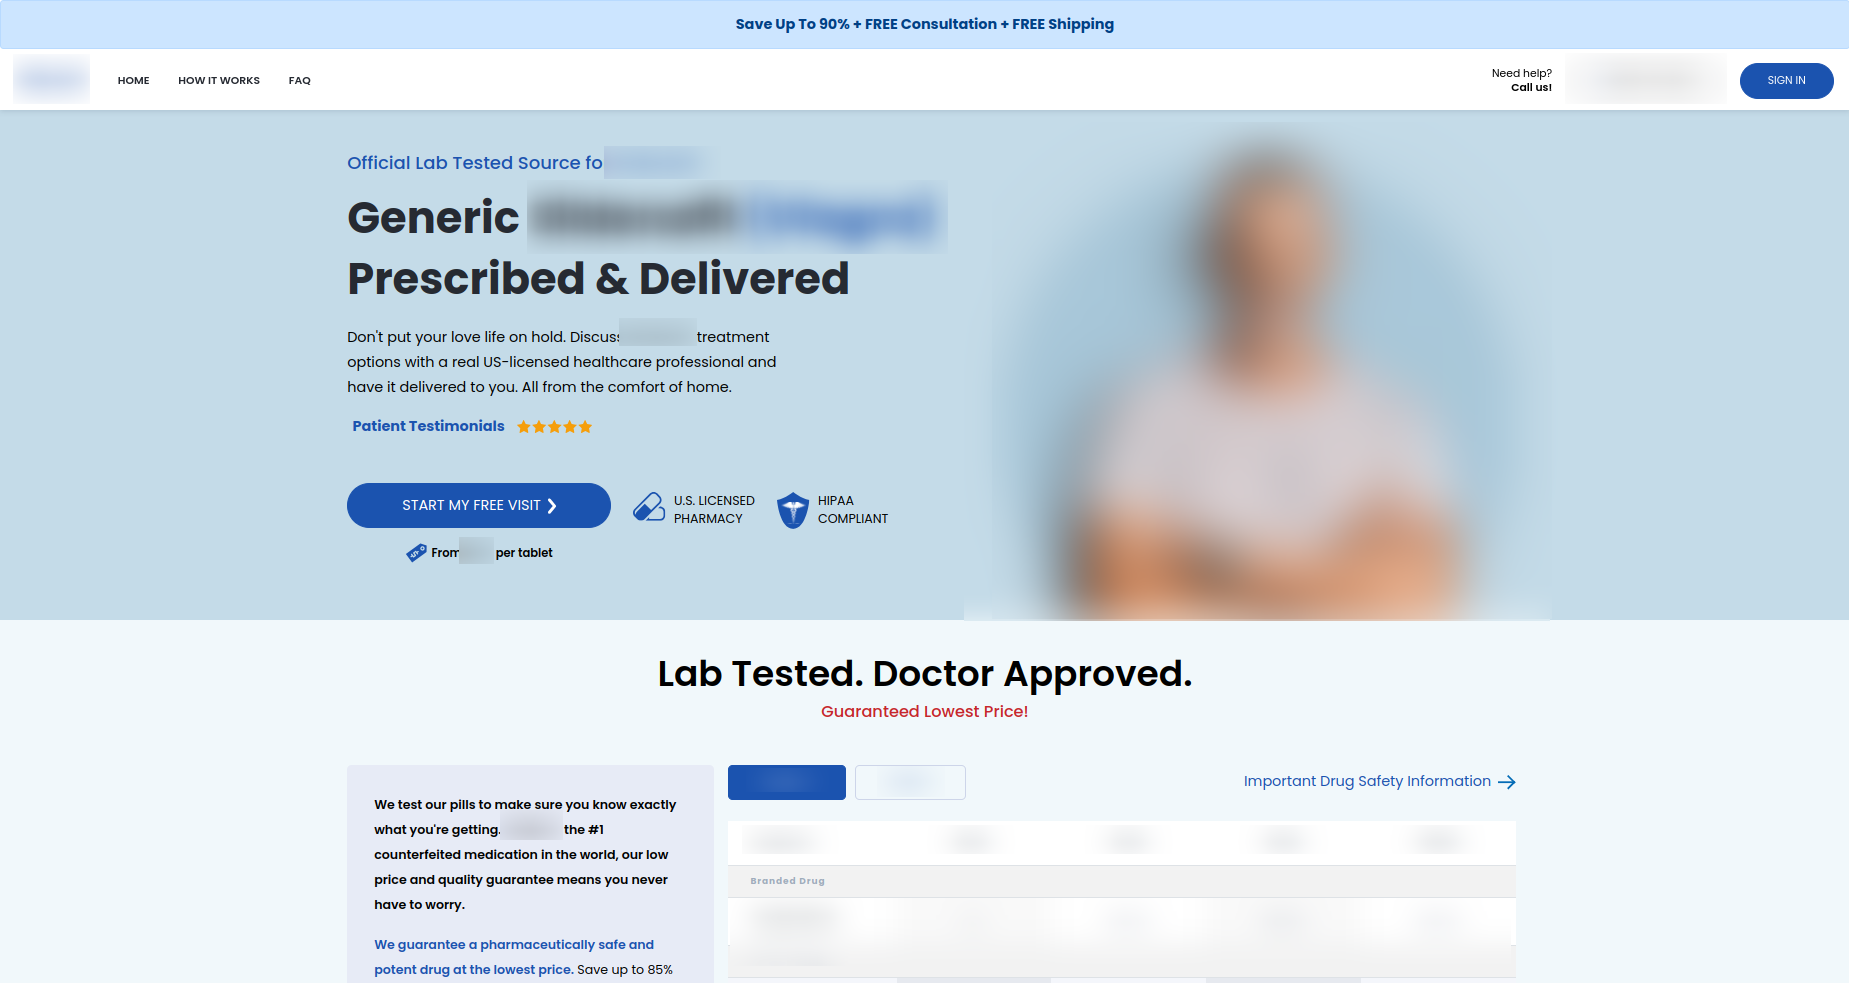 Save Up To 90% + FREE Consultation + FREE Shipping
HOME HOW IT WORKS FAQ
Need help?
Call us!
SIGN IN
Official Lab Tested Source fo
Generic
Prescribed & Delivered
Don't put your love life on hold. Discuss treatment
options with a real US-licensed healthcare professional and
have it delivered to you. All from the comfort of home.
Patient Testimonials
START MY FREE VISIT
U.S. LICENSED
PHARMACY
HIPAA
COMPLIANT
From per tablet
Lab Tested. Doctor Approved.
Guaranteed Lowest Price!
We test our pills to make sure you know exactly
what you're getting. the #1
counterfeited medication in the world, our low
price and quality guarantee means you never
have to worry.
We guarantee a pharmaceutically safe and
potent drug at the lowest price. Save up to 85%
Important Drug Safety Information
Branded Drug